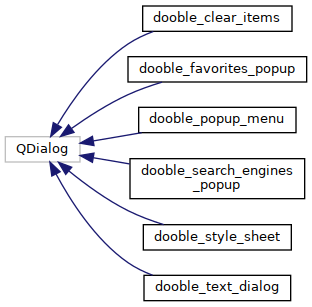 dooble_clear_items
dooble_favorites_popup
dooble_popup_menu
QDialog
dooble_search_engines
_popup
dooble_style_sheet
dooble_text_dialog